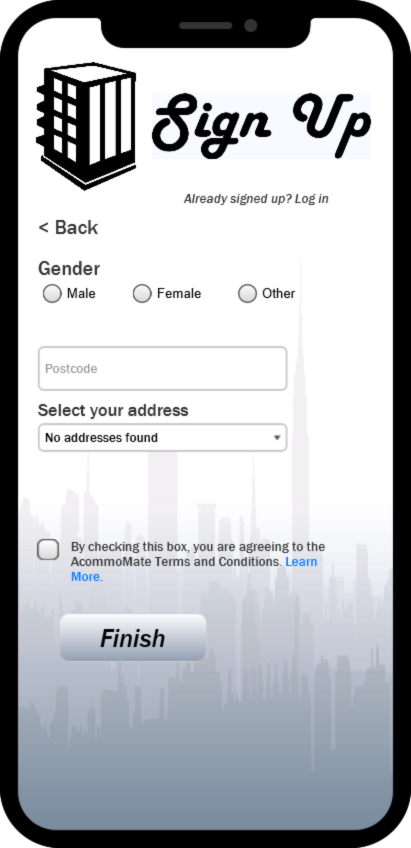 Sign Up
Already signed up? Log in
< Back
Gender
Male Female Other
Postcode
Select your address
No addresses found
By checking this box, you are agreeing to the
AcommoMate Terms and Conditions. Learn
More.
Finish